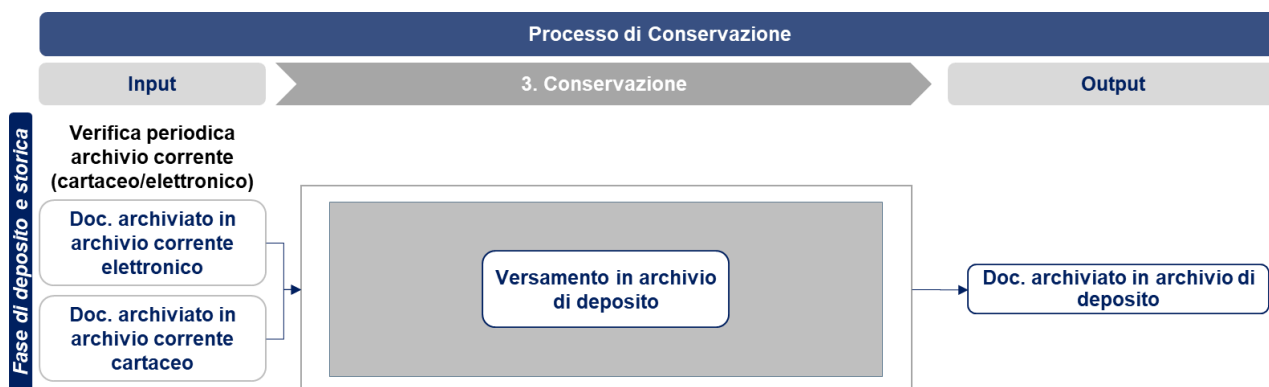 Processo di Conservazione
Input
3. Conservazione
Output
Fase di deposito e storica
Verifica periodica
archivio corrente
(cartaceo/elettronico)
Doc. archiviato in
archivio corrente
elettronico
Doc. archiviato in
archivio corrente
cartaceo
Versamento in archivio
di deposito
Doc. archiviato in archivio di
deposito